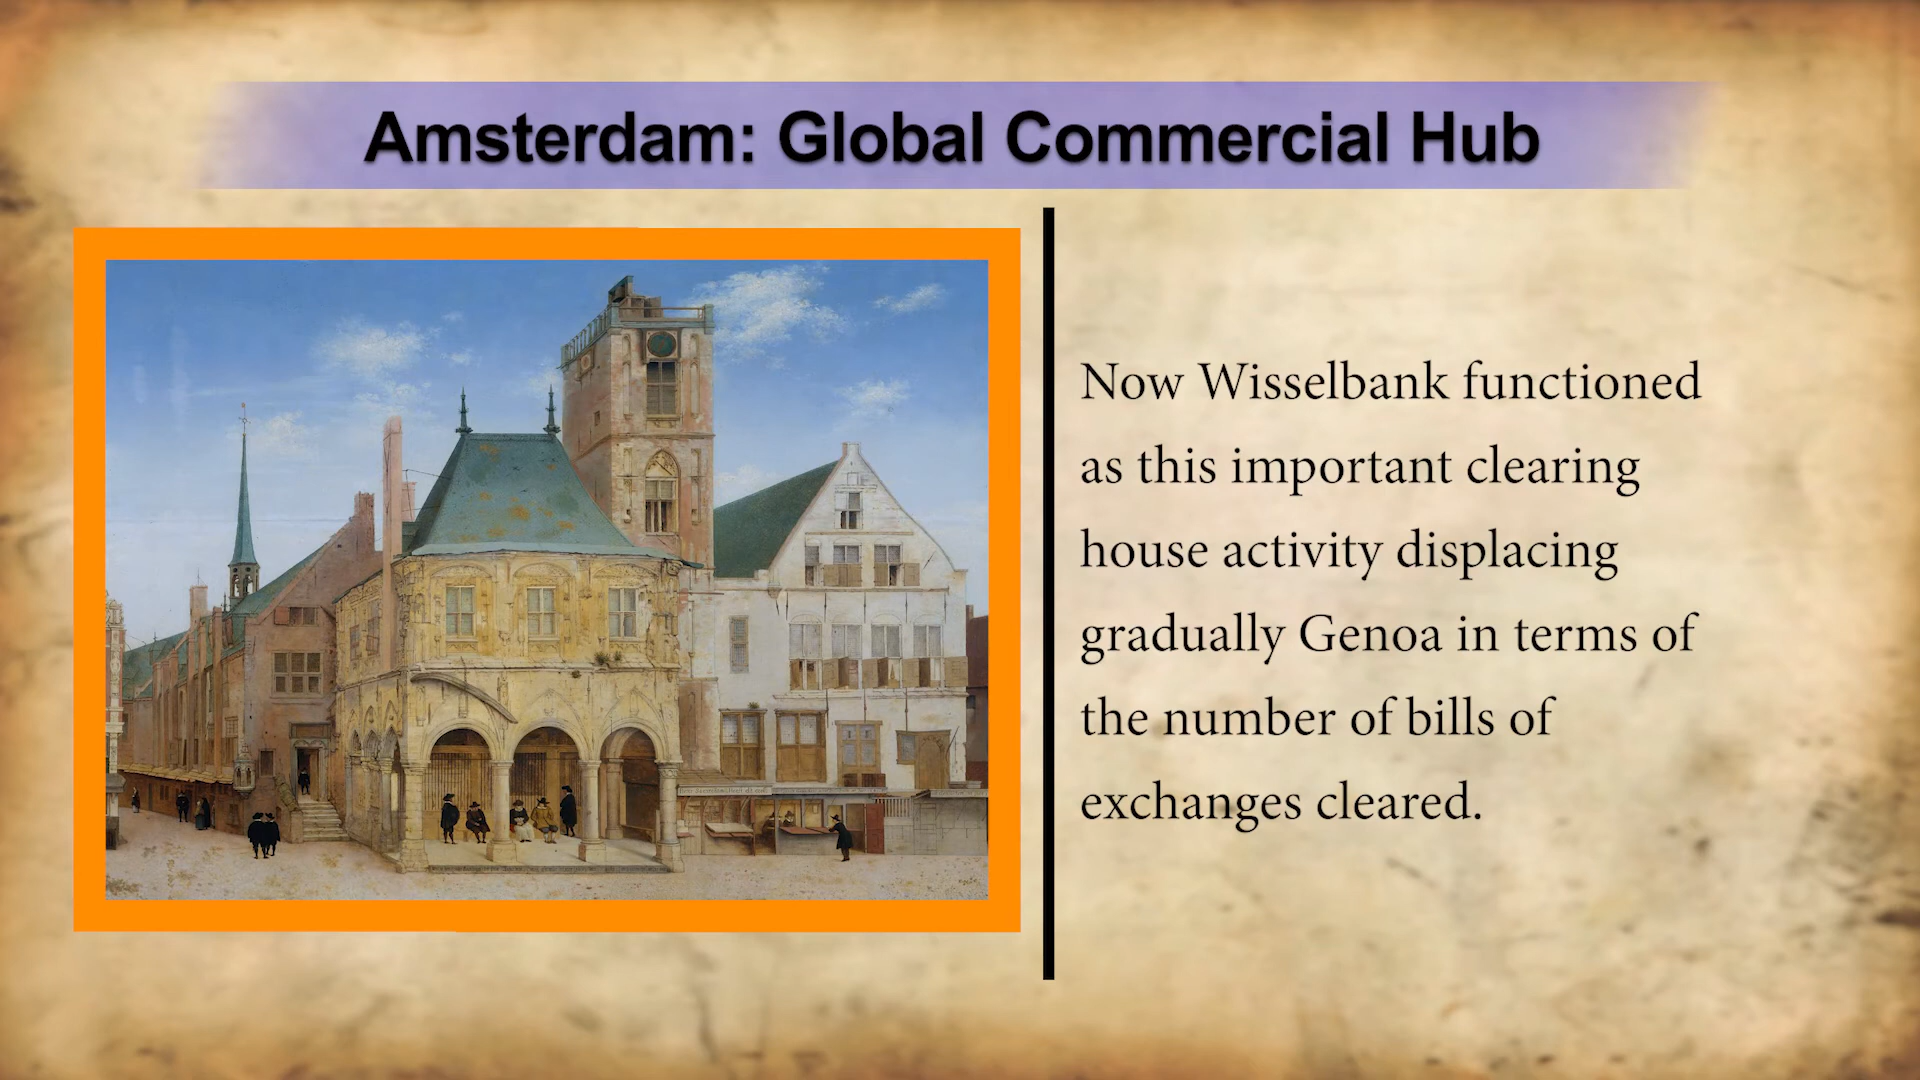 Amsterdam: Global Commercial Hub
Now Wisselbank functioned
as this important clearing
house activity displacing
gradually Genoa in terms of
the number of bills of
exchanges cleared.